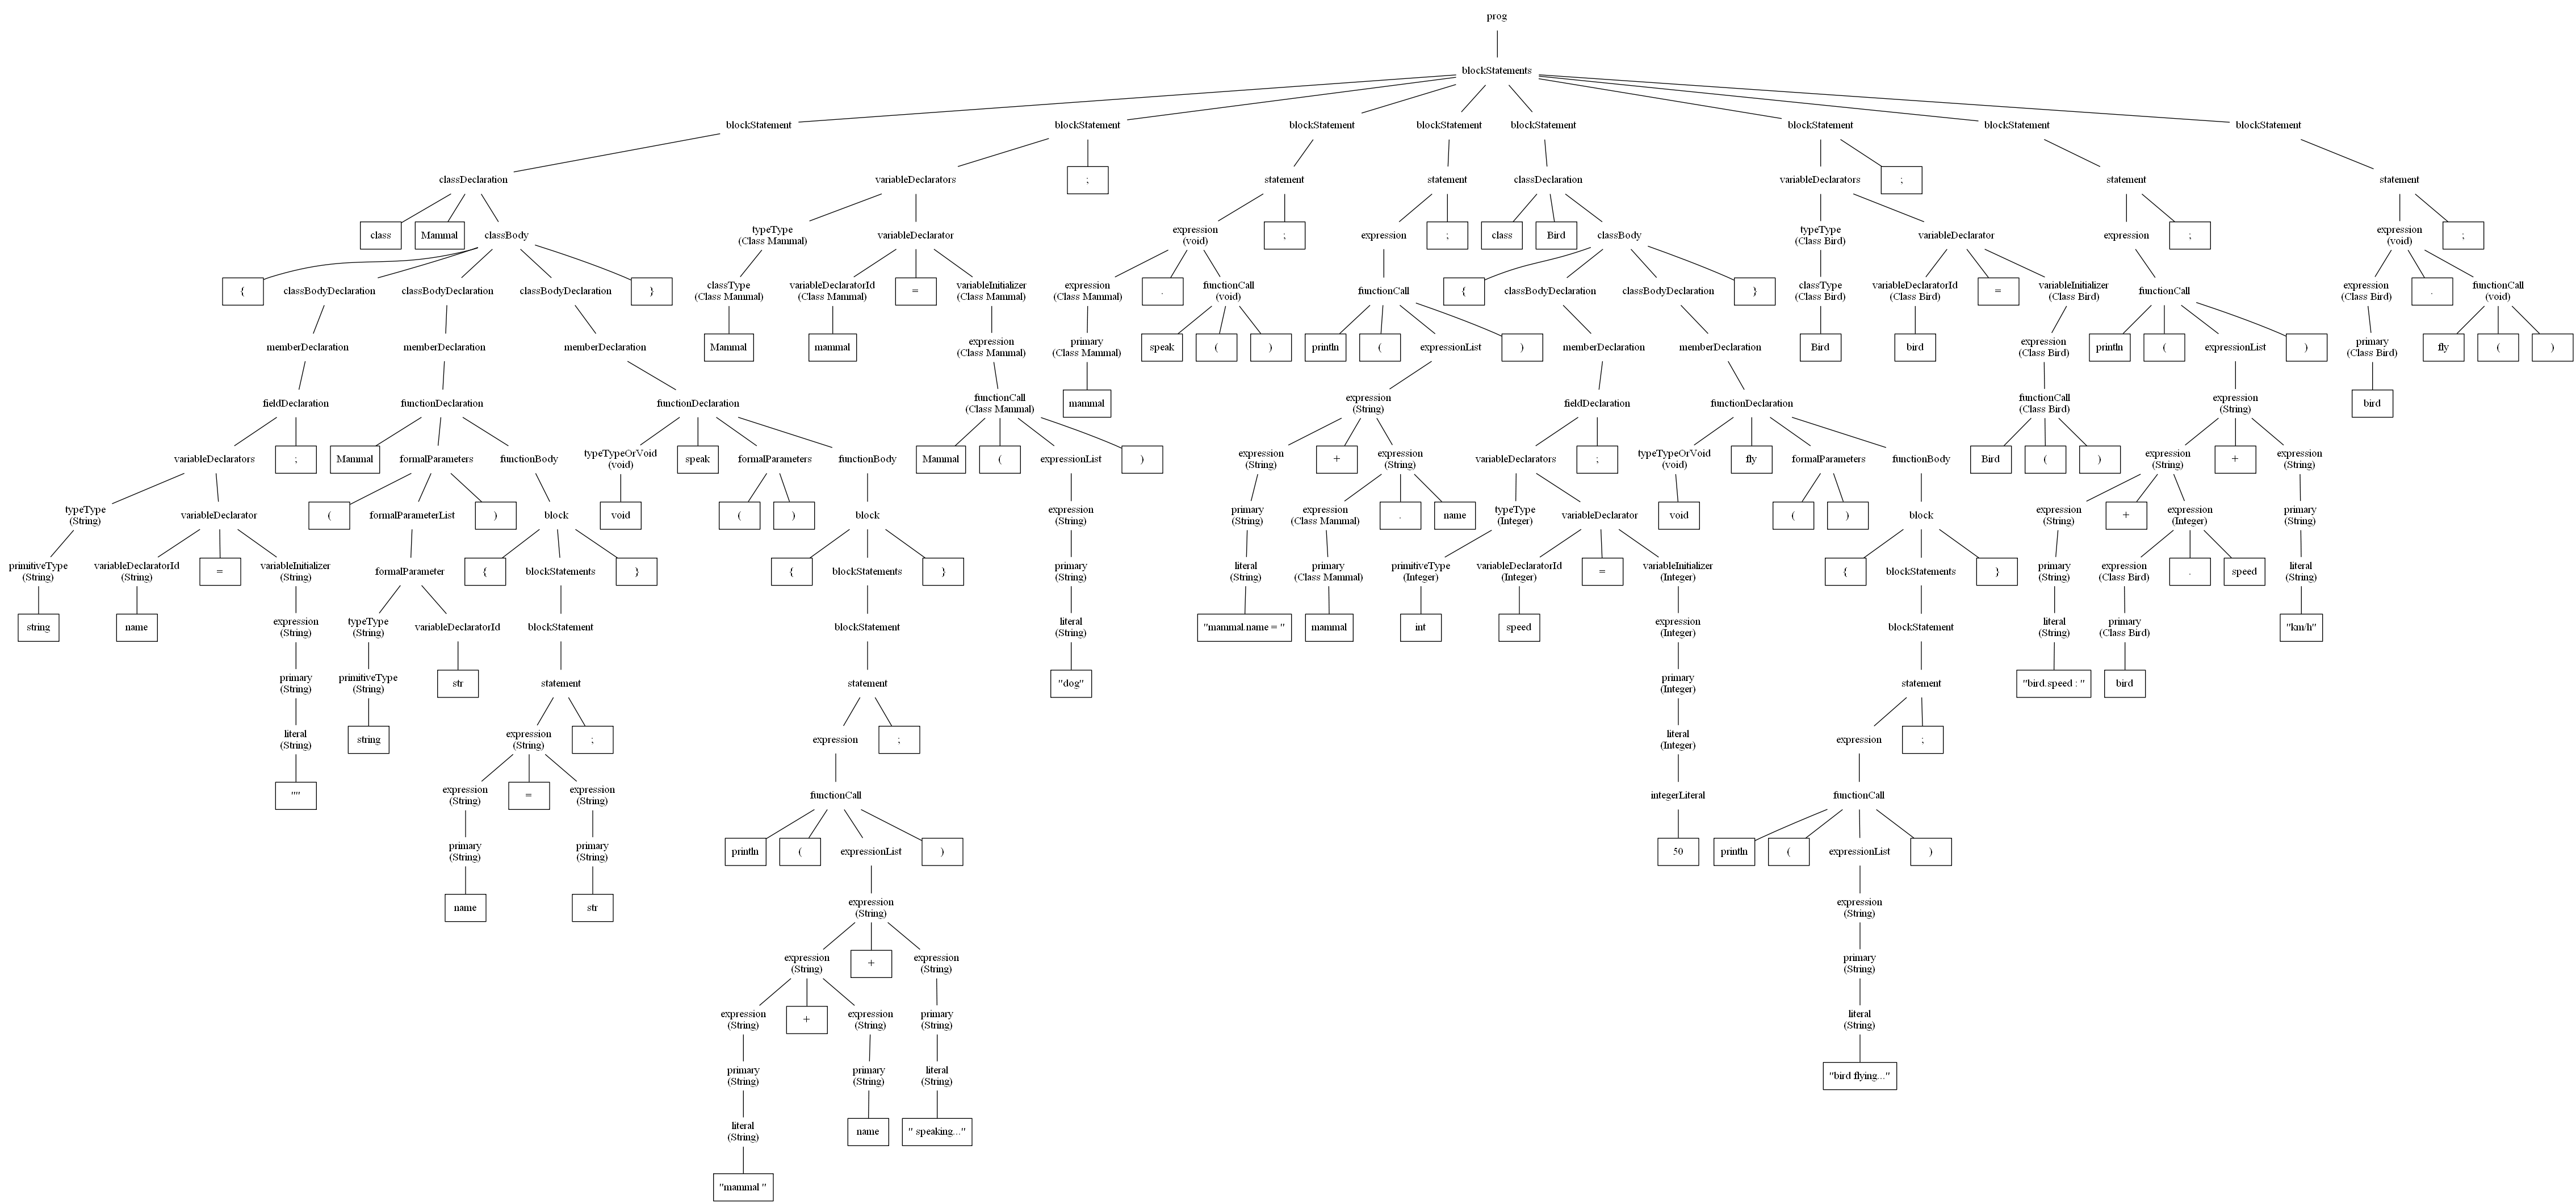 prog
blockStatements
blockStatement blockStatement blockStatement blockStatement blockStatement blockStatement blockStatement blockStatement
classDeclaration variableDeclarators ; statement statement classDeclaration variableDeclarators ; statement statement
class Mammal classBody typeType (Class Mammal) variableDeclarator expression (void) ; expression ; class Bird classBody typeType (Class Bird) variableDeclarator expression ; expression (void) ;
{ classBodyDeclaration classBodyDeclaration classBodyDeclaration } classType (Class Mammal) variableDeclaratorId (Class Mammal) = variableInitializer (Class Mammal) expression (Class Mammal) . functionCall (void) functionCall { classBodyDeclaration classBodyDeclaration } classType (Class Bird) variableDeclaratorId (Class Bird) = variableInitializer (Class Bird) functionCall expression (Class Bird) . functionCall (void)
memberDeclaration memberDeclaration memberDeclaration Mammal mammal expression (Class Mammal) primary (Class Mammal) speak ( ) println ( expressionList ) memberDeclaration memberDeclaration Bird bird expression (Class Bird) println ( expressionList ) primary (Class Bird) fly ( )
fieldDeclaration functionDeclaration functionDeclaration functionCall (Class Mammal) mammal expression (String) fieldDeclaration functionDeclaration functionCall (Class Bird) expression (String) bird
variableDeclarators ; Mammal formalParameters functionBody typeTypeOrVoid (void) speak formalParameters functionBody Mammal ( expressionList ) expression (String) + expression (String) variableDeclarators ; typeTypeOrVoid (void) fly formalParameters functionBody Bird ( ) expression (String) + expression (String)
typeType (String) variableDeclarator ( formalParameterList ) block void ( ) block expression (String) primary (String) expression (Class Mammal) . name typeType (Integer) variableDeclarator void ( ) block expression (String) + expression (Integer) primary (String)
primitiveType (String) variableDeclaratorId (String) = variableInitializer (String) formalParameter { blockStatements } { blockStatements } primary (String) literal (String) primary (Class Mammal) primitiveType (Integer) variableDeclaratorId (Integer) = variableInitializer (Integer) { blockStatements } primary (String) expression (Class Bird) . speed literal (String)
string name expression (String) typeType (String) variableDeclaratorId blockStatement blockStatement literal (String) "mammal.name = " mammal int speed expression (Integer) blockStatement literal (String) primary (Class Bird) "km/h"
primary (String) primitiveType (String) str statement statement "dog" primary (Integer) statement "bird.speed : " bird
literal (String) string expression (String) ; expression ; literal (Integer) expression ;
"" expression (String) = expression (String) functionCall integerLiteral functionCall
primary (String) primary (String) println ( expressionList ) 50 println ( expressionList )
name str expression (String) expression (String)
expression (String) + expression (String) primary (String)
expression (String) + expression (String) primary (String) literal (String)
primary (String) primary (String) literal (String) "bird flying..."
literal (String) name " speaking..."
"mammal "